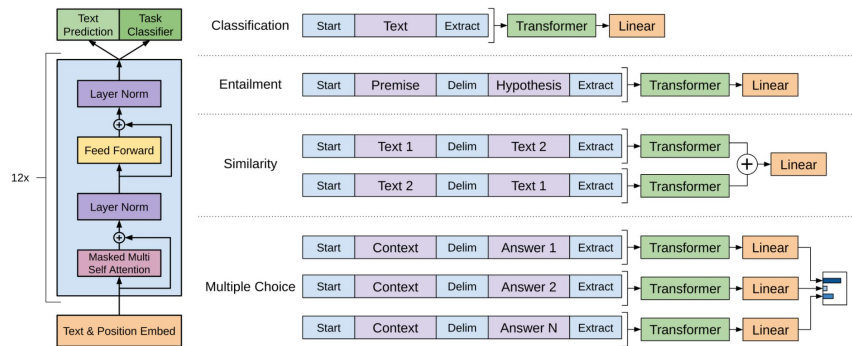 Text
Prediction
Task
Classifier
Layer Norm
Feed Forward
12x
Layer Norm
Masked Multi
Self Attention
Text & Position Embed
Classification
Start Text Extract Transformer Linear
Entailment
Start Premise Delim Hypothesis Extract Transformer Linear
Similarity
Start Text 1 Delim Text 2 Extract Transformer
Linear
Start Text 2 Delim Text 1 Extract Transformer
Multiple Choice
Start Context Delim Answer 1 Extract Transformer Linear
Start Context Delim Answer 2 Extract Transformer Linear
Start Context Delim Answer N Extract Transformer Linear